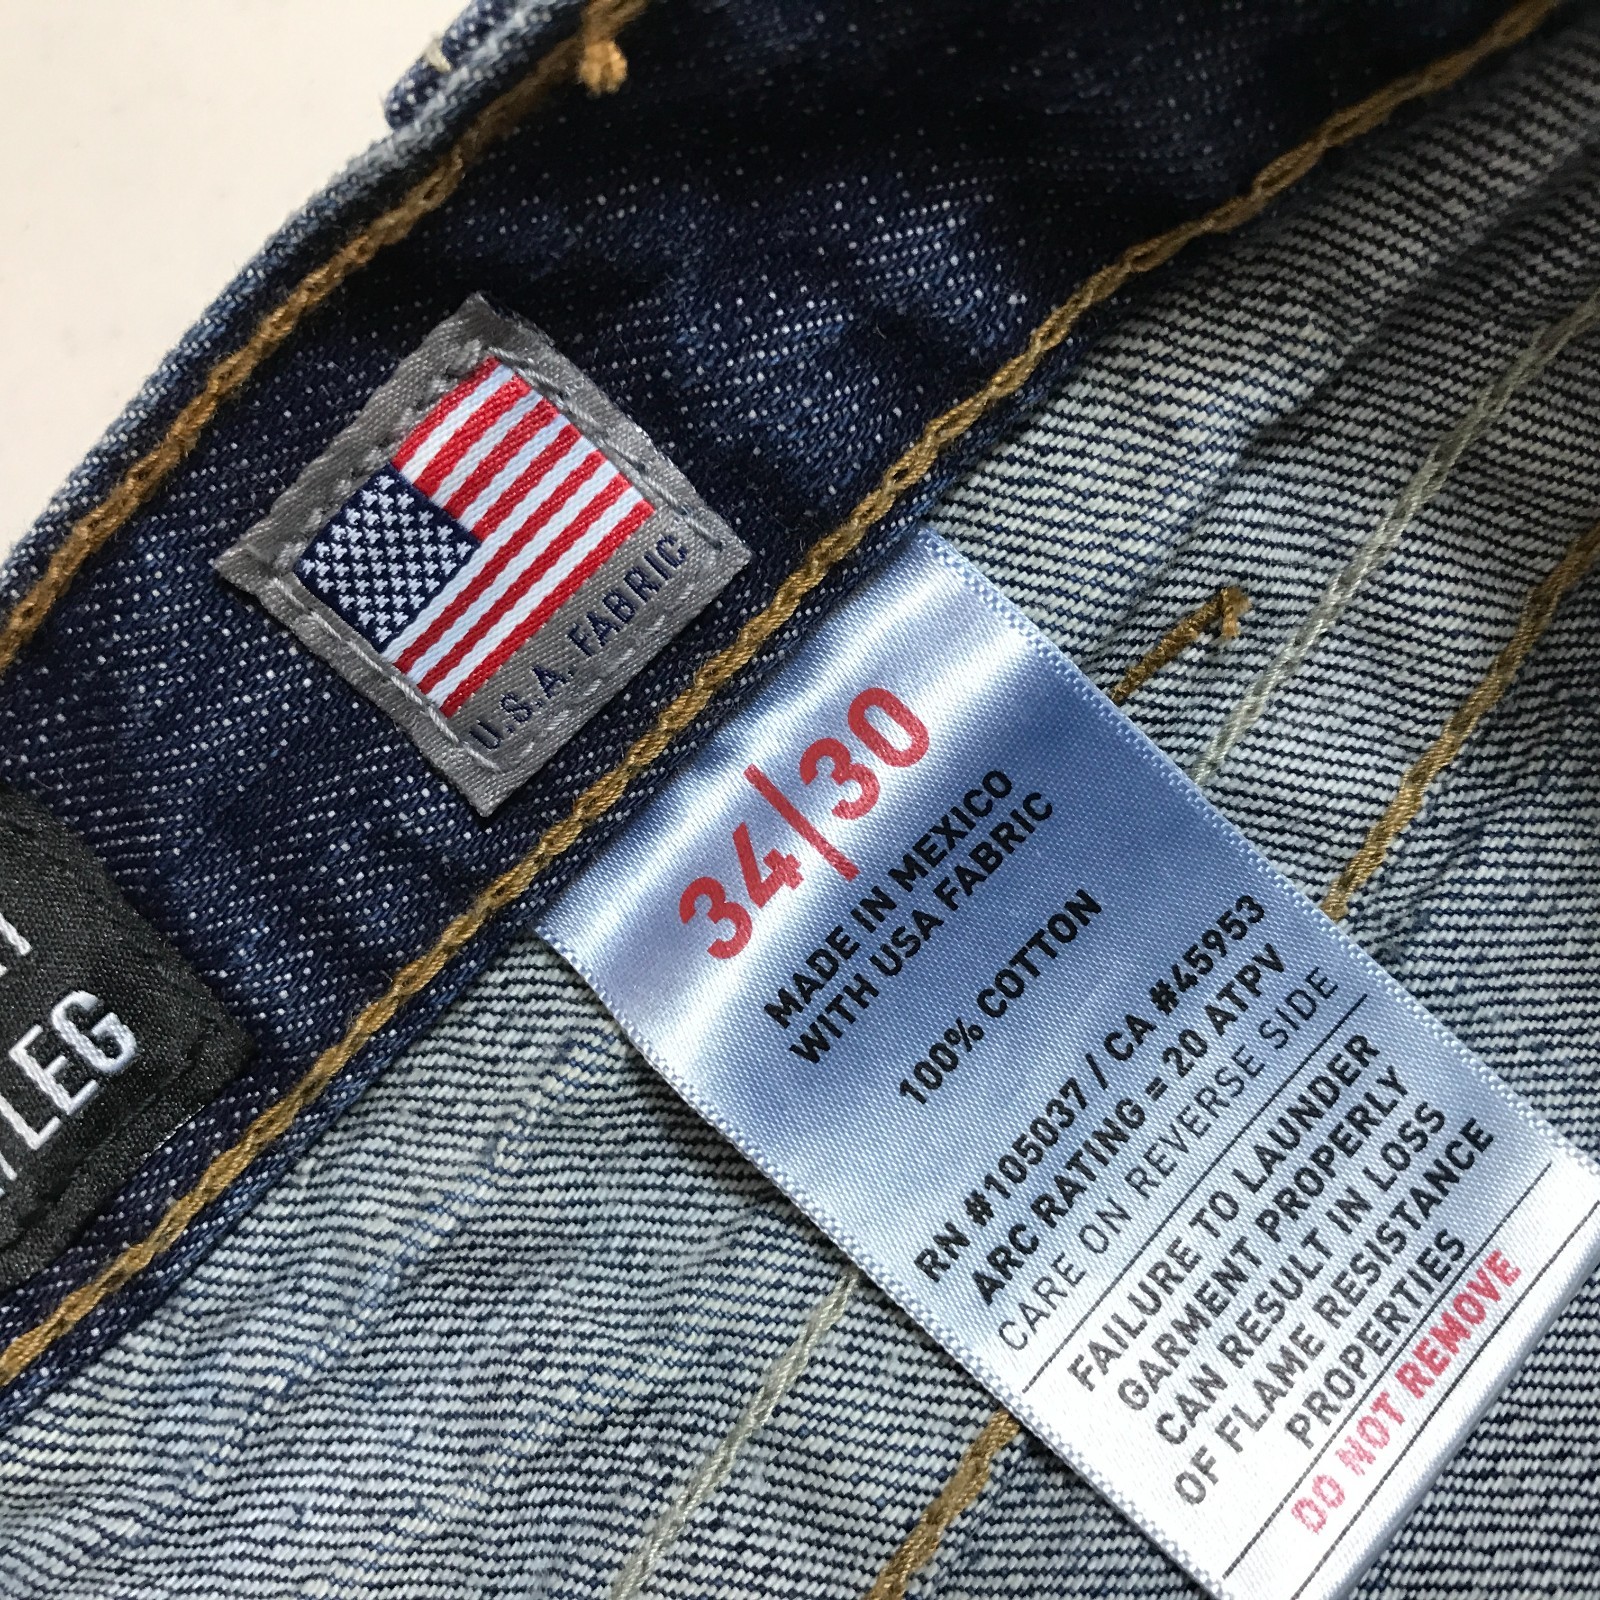 U.S.A. FABRIC
LEG
34|30
MADE IN MEXICO
WITH USA FABRIC
100% COTTON
RN #105037 / CA #45953
ARC RATING = 20 ATPV
CARE ON REVERSE SIDE
FAILURE TO LAUNDER
GARMENT PROPERLY
CAN RESULT IN LOSS
OF FLAME RESISTANCE
PROPERTIES
DO NOT REMOVE